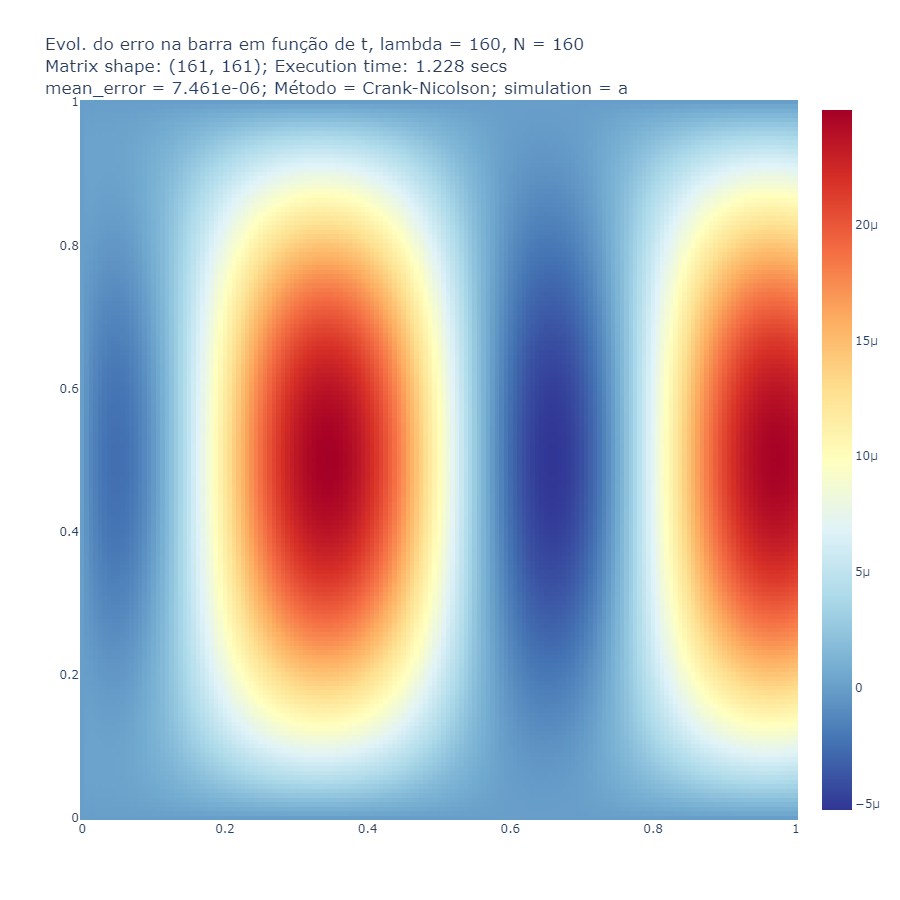 Evol. do erro na barra em função de t, lambda = 160, N = 160
Matrix shape: (161, 161); Execution time: 1.228 secs
mean_error = 7.461e-06; Método = Crank-Nicolson; simulation = a
1
0.8
0.6
0.4
0.2
0
0 0.2 0.4 0.6 0.8 1
20µ
15µ
10µ
5µ
0
−5µ